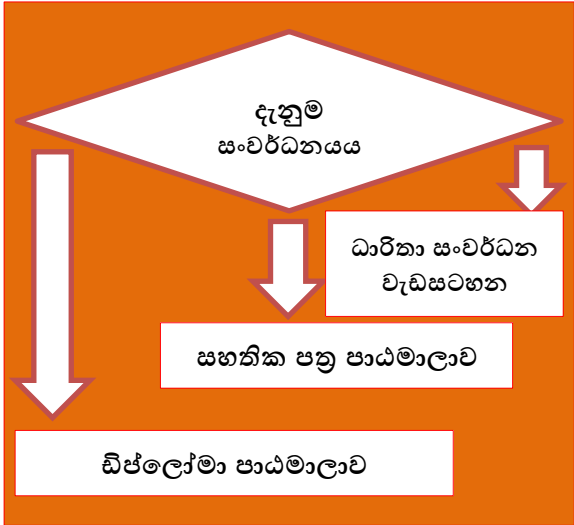 දැනුම
සංවර්ධනයය
ධාරිතා සංවර්ධන
වැඩසටහන
සහතික පත්‍ර පාඨමාලාව
ඩිප්ලෝමා පාඨමාලාව